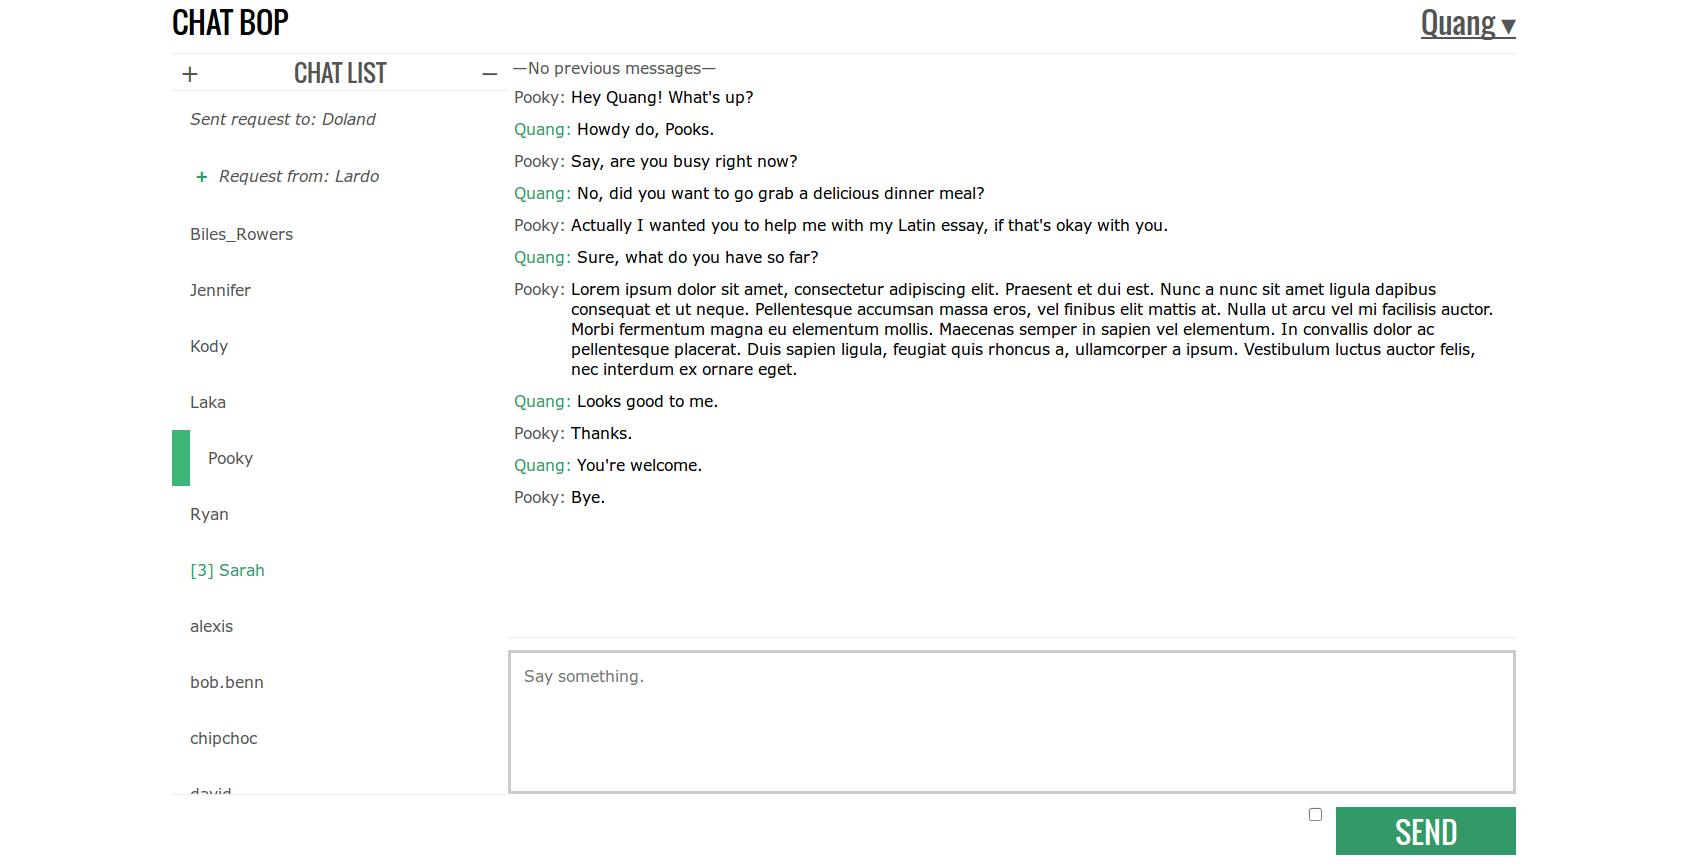 CHAT BOP
Quang ▼
+ CHAT LIST −
Sent request to: Doland
+ Request from: Lardo
Biles_Rowers
Jennifer
Kody
Laka
Pooky
Ryan
[3] Sarah
alexis
bob.benn
chipchoc
david
—No previous messages—
Pooky: Hey Quang! What's up?
Quang: Howdy do, Pooks.
Pooky: Say, are you busy right now?
Quang: No, did you want to go grab a delicious dinner meal?
Pooky: Actually I wanted you to help me with my Latin essay, if that's okay with you.
Quang: Sure, what do you have so far?
Pooky: Lorem ipsum dolor sit amet, consectetur adipiscing elit. Praesent et dui est. Nunc a nunc sit amet ligula dapibus
consequat et ut neque. Pellentesque accumsan massa eros, vel finibus elit mattis at. Nulla ut arcu vel mi facilisis auctor.
Morbi fermentum magna eu elementum mollis. Maecenas semper in sapien vel elementum. In convallis dolor ac
pellentesque placerat. Duis sapien ligula, feugiat quis rhoncus a, ullamcorper a ipsum. Vestibulum luctus auctor felis,
nec interdum ex ornare eget.
Quang: Looks good to me.
Pooky: Thanks.
Quang: You're welcome.
Pooky: Bye.
Say something.
SEND